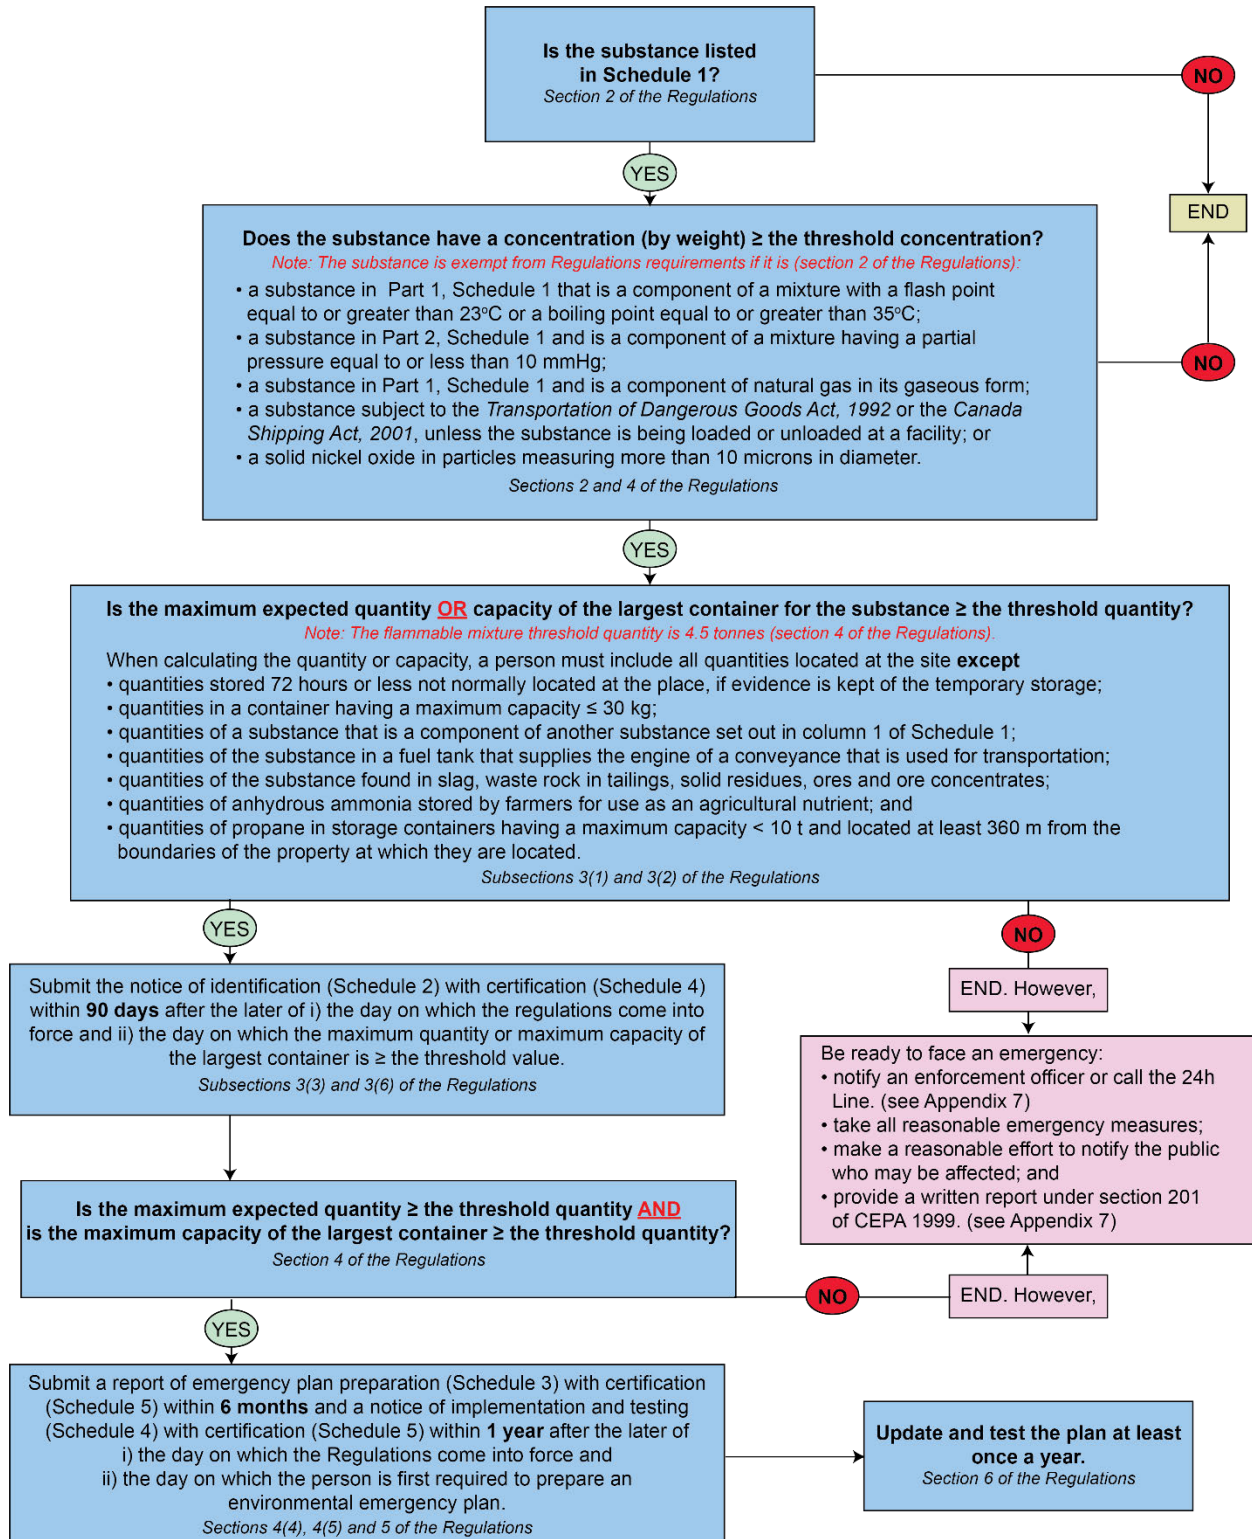 Is the substance listed
in Schedule 1?
Section 2 of the Regulations
NO
YES
END
Does the substance have a concentration (by weight) ≥ the threshold concentration?
Note: The substance is exempt from Regulations requirements if it is (section 2 of the Regulations):
• a substance in Part 1, Schedule 1 that is a component of a mixture with a flash point
equal to or greater than 23°C or a boiling point equal to or greater than 35°C;
• a substance in Part 2, Schedule 1 and is a component of a mixture having a partial
pressure equal to or less than 10 mmHg;
• a substance in Part 1, Schedule 1 and is a component of natural gas in its gaseous form;
• a substance subject to the Transportation of Dangerous Goods Act, 1992 or the Canada
Shipping Act, 2001, unless the substance is being loaded or unloaded at a facility; or
• a solid nickel oxide in particles measuring more than 10 microns in diameter.
Sections 2 and 4 of the Regulations
NO
YES
Is the maximum expected quantity OR capacity of the largest container for the substance ≥ the threshold quantity?
Note: The flammable mixture threshold quantity is 4.5 tonnes (section 4 of the Regulations).
When calculating the quantity or capacity, a person must include all quantities located at the site except
• quantities stored 72 hours or less not normally located at the place, if evidence is kept of the temporary storage;
• quantities in a container having a maximum capacity ≤ 30 kg;
• quantities of a substance that is a component of another substance set out in column 1 of Schedule 1;
• quantities of the substance in a fuel tank that supplies the engine of a conveyance that is used for transportation;
• quantities of the substance found in slag, waste rock in tailings, solid residues, ores and ore concentrates;
• quantities of anhydrous ammonia stored by farmers for use as an agricultural nutrient; and
• quantities of propane in storage containers having a maximum capacity < 10 t and located at least 360 m from the
boundaries of the property at which they are located.
Subsections 3(1) and 3(2) of the Regulations
YES
NO
Submit the notice of identification (Schedule 2) with certification (Schedule 4)
within 90 days after the later of i) the day on which the regulations come into
force and ii) the day on which the maximum quantity or maximum capacity of
the largest container is ≥ the threshold value.
Subsections 3(3) and 3(6) of the Regulations
END. However,
Be ready to face an emergency:
• notify an enforcement officer or call the 24h
Line. (see Appendix 7)
• take all reasonable emergency measures;
• make a reasonable effort to notify the public
who may be affected; and
• provide a written report under section 201
of CEPA 1999. (see Appendix 7)
Is the maximum expected quantity ≥ the threshold quantity AND
is the maximum capacity of the largest container ≥ the threshold quantity?
Section 4 of the Regulations
NO
END. However,
YES
Submit a report of emergency plan preparation (Schedule 3) with certification
(Schedule 5) within 6 months and a notice of implementation and testing
(Schedule 4) with certification (Schedule 5) within 1 year after the later of
i) the day on which the Regulations come into force and
ii) the day on which the person is first required to prepare an
environmental emergency plan.
Sections 4(4), 4(5) and 5 of the Regulations
Update and test the plan at least
once a year.
Section 6 of the Regulations